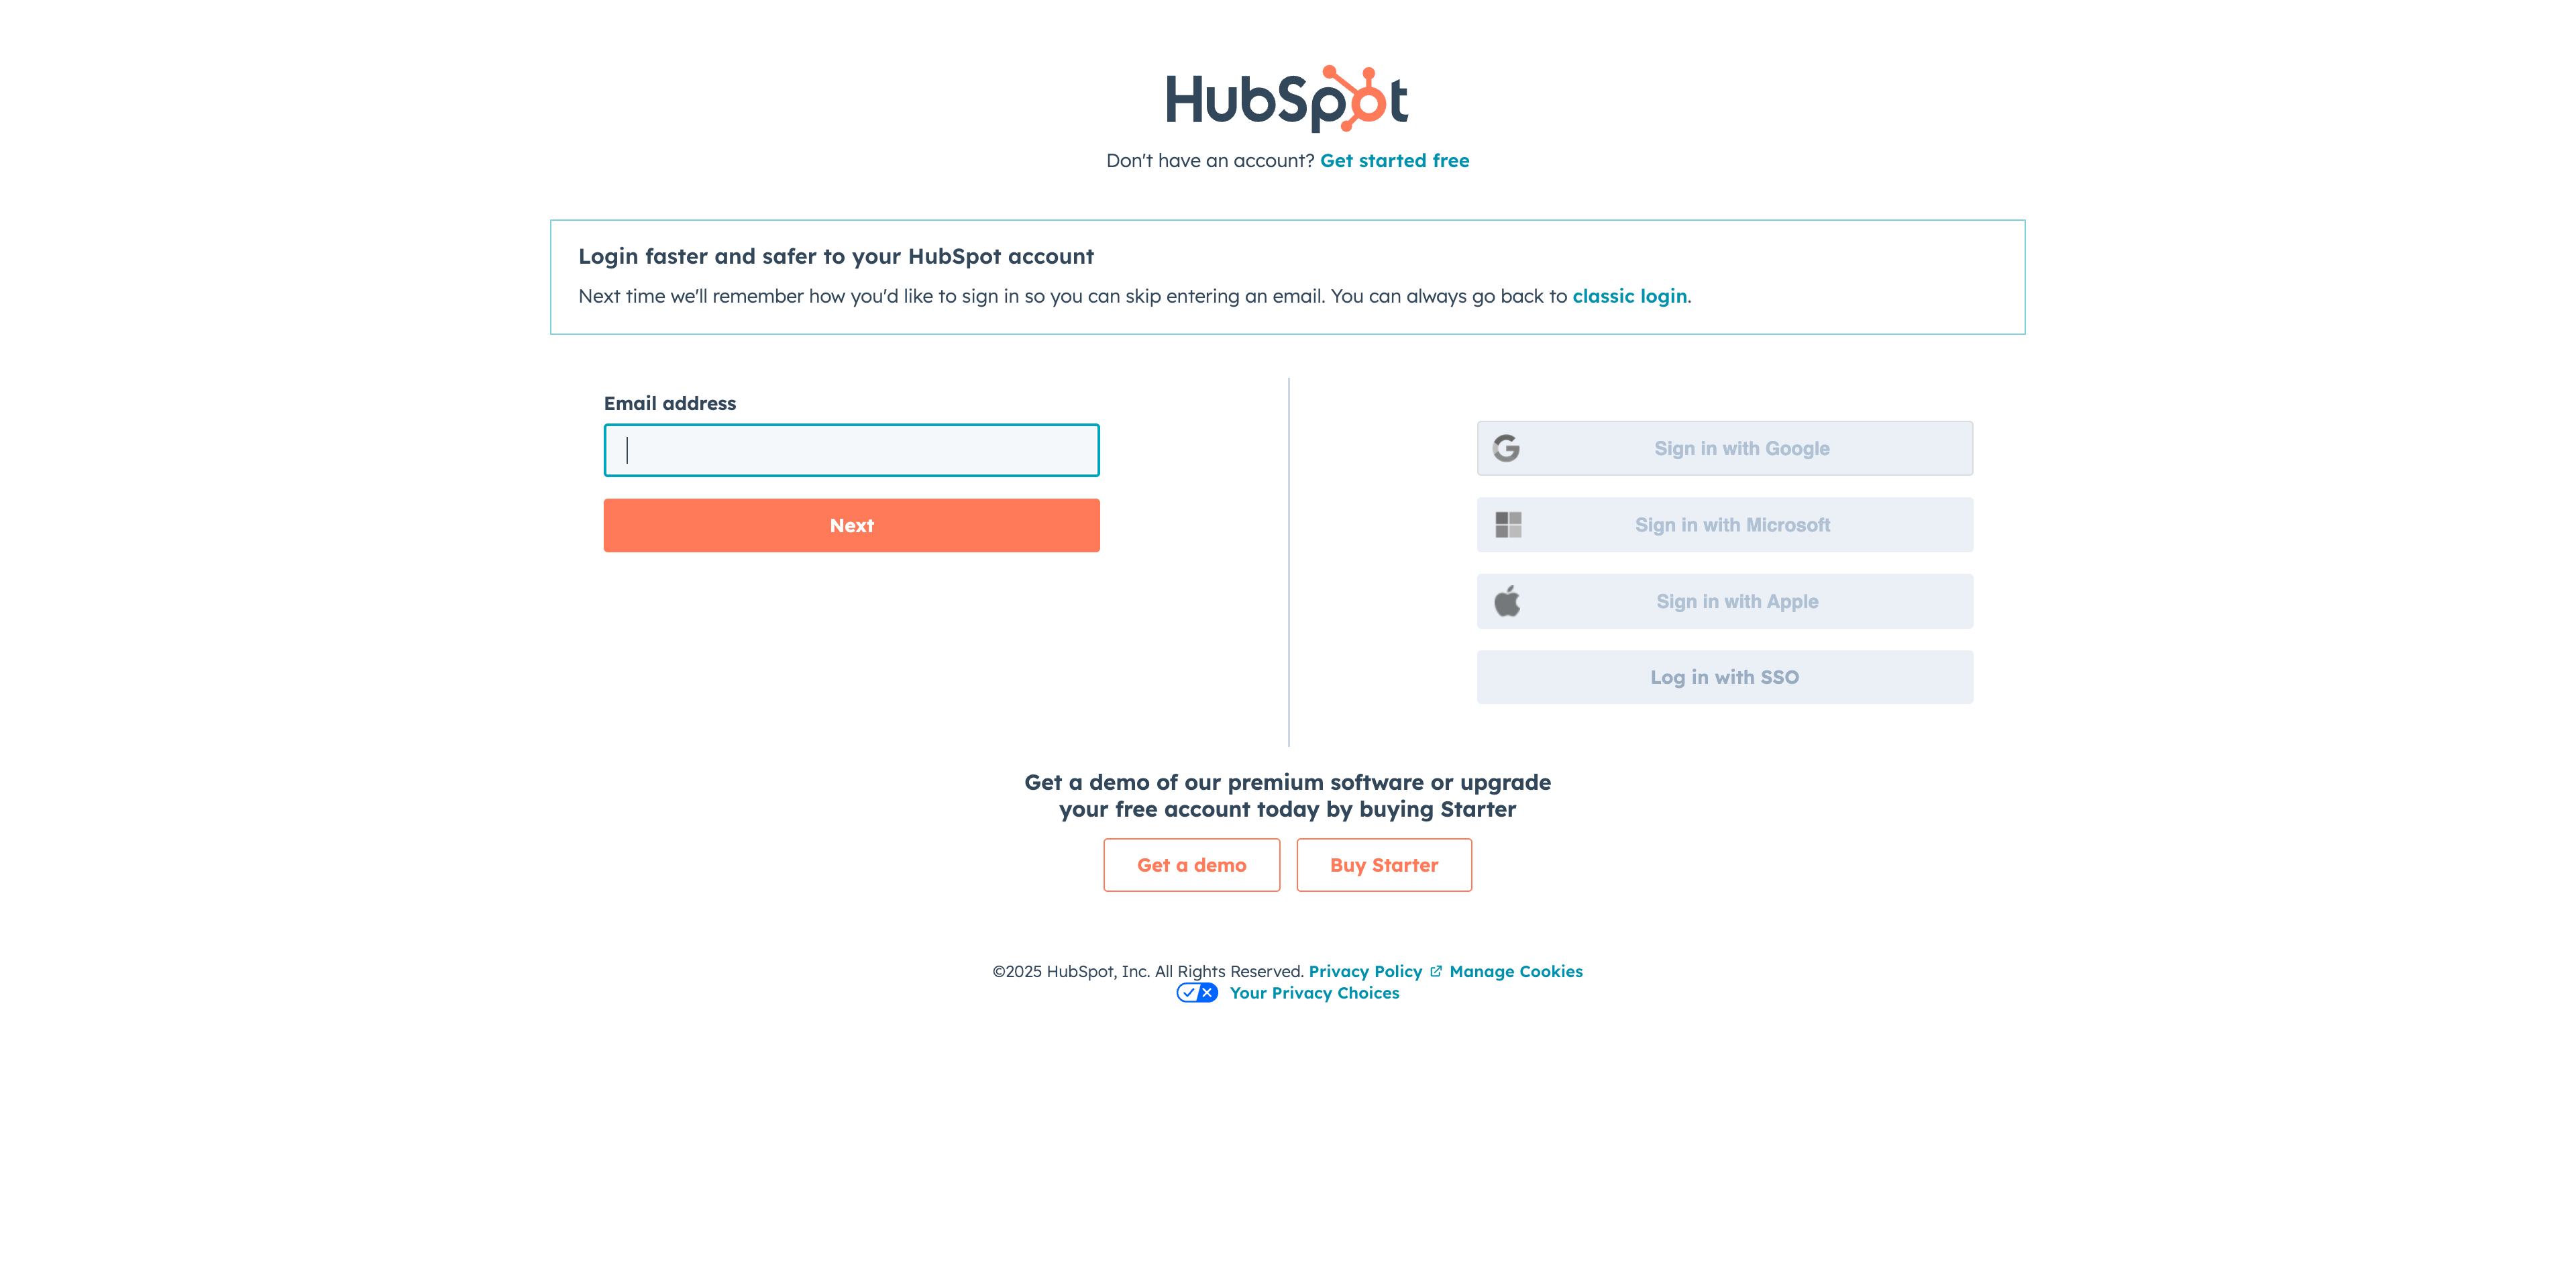 HubSpot
Don't have an account? Get started free
Login faster and safer to your HubSpot account
Next time we'll remember how you'd like to sign in so you can skip entering an email. You can always go back to classic login.
Email address
Next
Sign in with Google
Sign in with Microsoft
Sign in with Apple
Log in with SSO
Get a demo of our premium software or upgrade
your free account today by buying Starter
Get a demo
Buy Starter
©2025 HubSpot, Inc. All Rights Reserved. Privacy Policy Manage Cookies
Your Privacy Choices